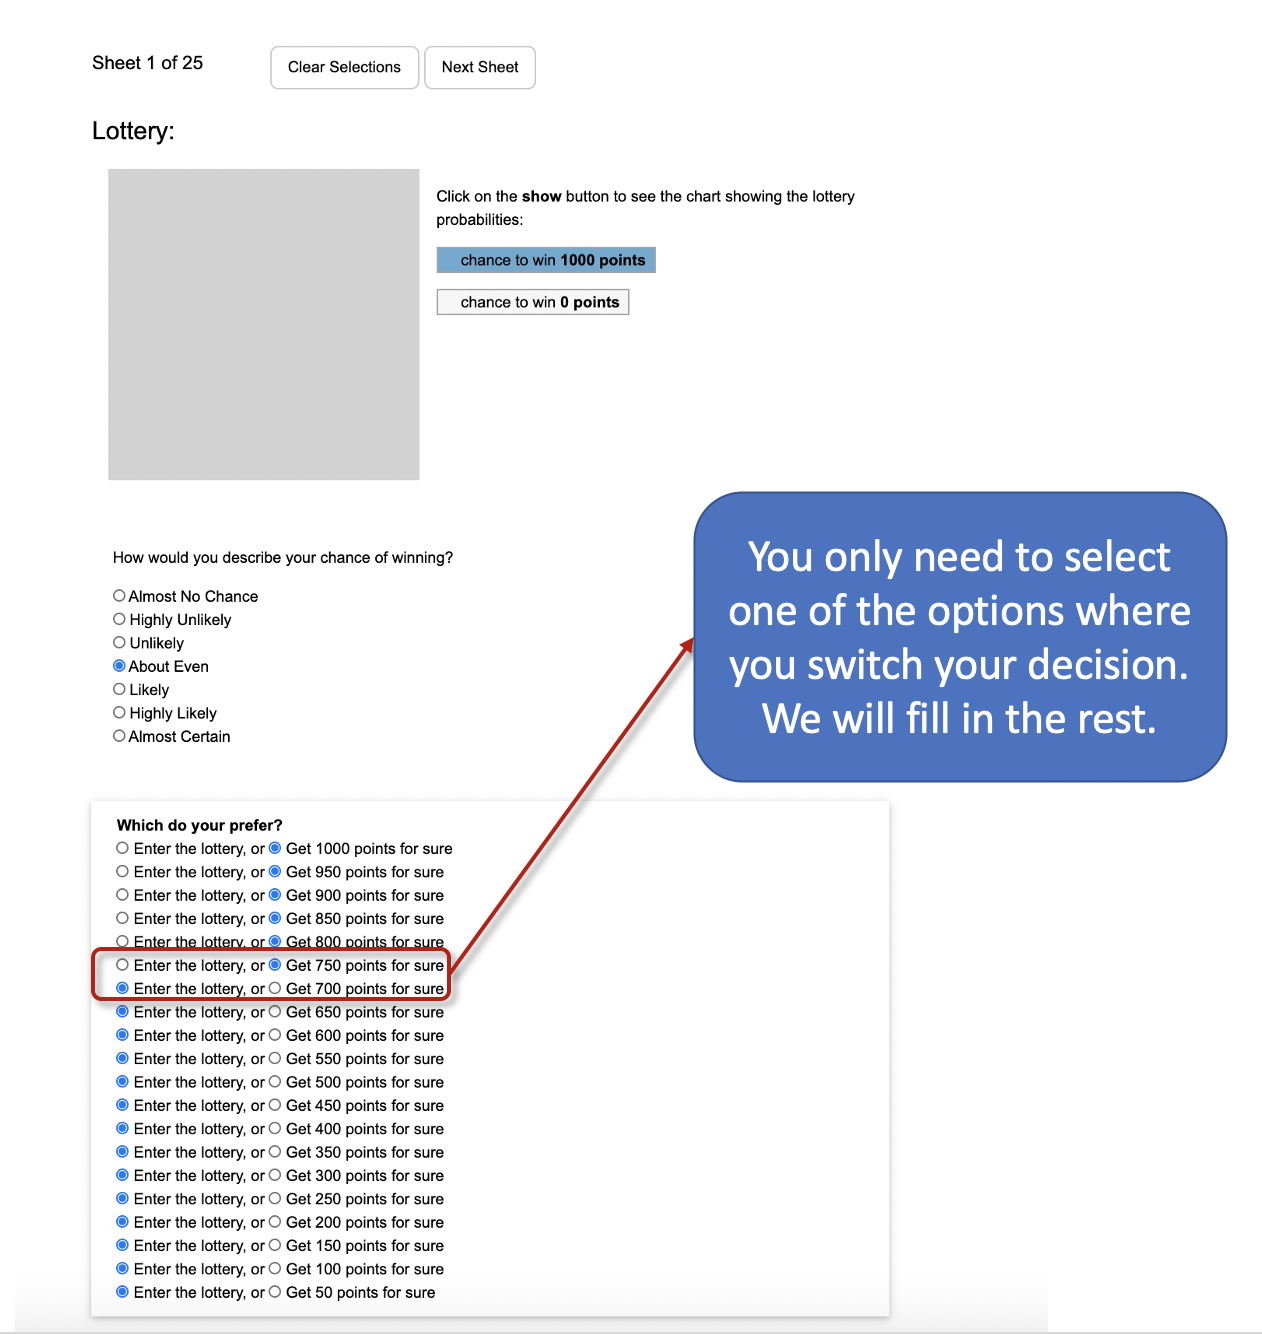 Sheet 1 of 25
Clear Selections
Next Sheet
Lottery:
Click on the show button to see the chart showing the lottery
probabilities:
chance to win 1000 points
chance to win 0 points
How would you describe your chance of winning?
Almost No Chance
Highly Unlikely
Unlikely
About Even
Likely
Highly Likely
Almost Certain
You only need to select
one of the options where
you switch your decision.
We will fill in the rest.
Which do your prefer?
Enter the lottery, or Get 1000 points for sure
Enter the lottery, or Get 950 points for sure
Enter the lottery, or Get 900 points for sure
Enter the lottery, or Get 850 points for sure
Enter the lottery, or Get 800 points for sure
Enter the lottery, or Get 750 points for sure
Enter the lottery, or Get 700 points for sure
Enter the lottery, or Get 650 points for sure
Enter the lottery, or Get 600 points for sure
Enter the lottery, or Get 550 points for sure
Enter the lottery, or Get 500 points for sure
Enter the lottery, or Get 450 points for sure
Enter the lottery, or Get 400 points for sure
Enter the lottery, or Get 350 points for sure
Enter the lottery, or Get 300 points for sure
Enter the lottery, or Get 250 points for sure
Enter the lottery, or Get 200 points for sure
Enter the lottery, or Get 150 points for sure
Enter the lottery, or Get 100 points for sure
Enter the lottery, or Get 50 points for sure